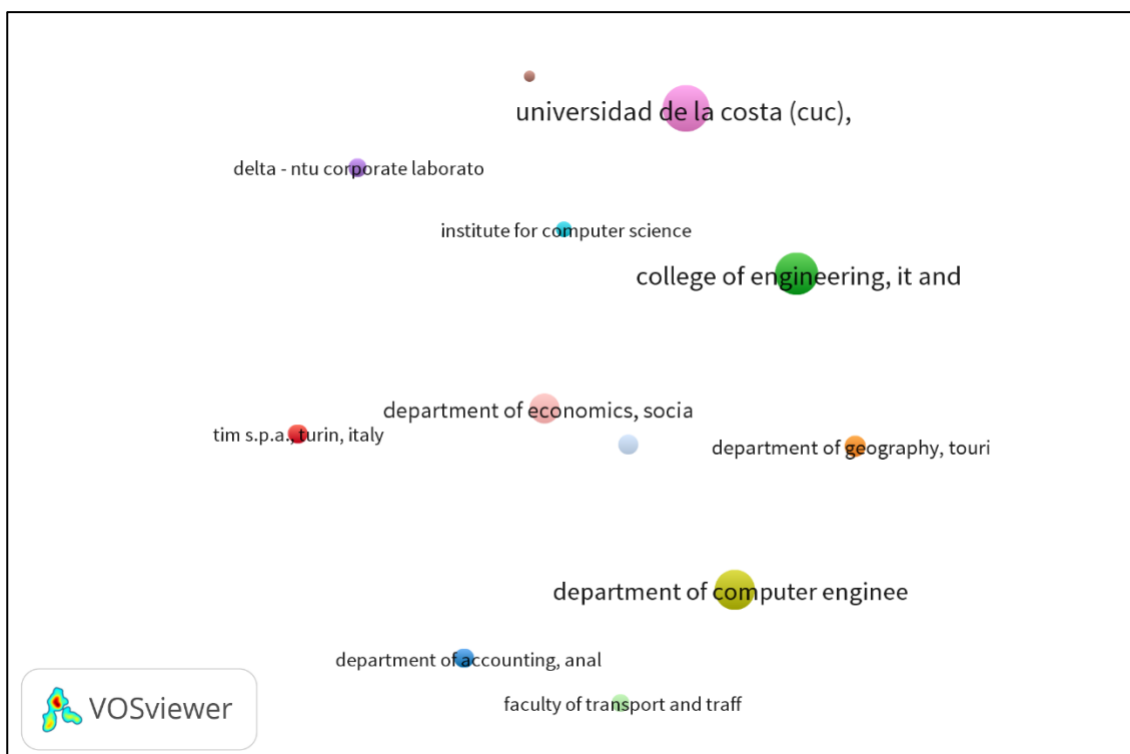 universidad de la costa (cuc),
delta - ntu corporate laborato
institute for computer science
college of engineering, it and
department of economics, socia
tim s.p.a., turin, italy
department of geography, touri
department of computer enginee
department of accounting, anal
faculty of transport and traff
VOSviewer